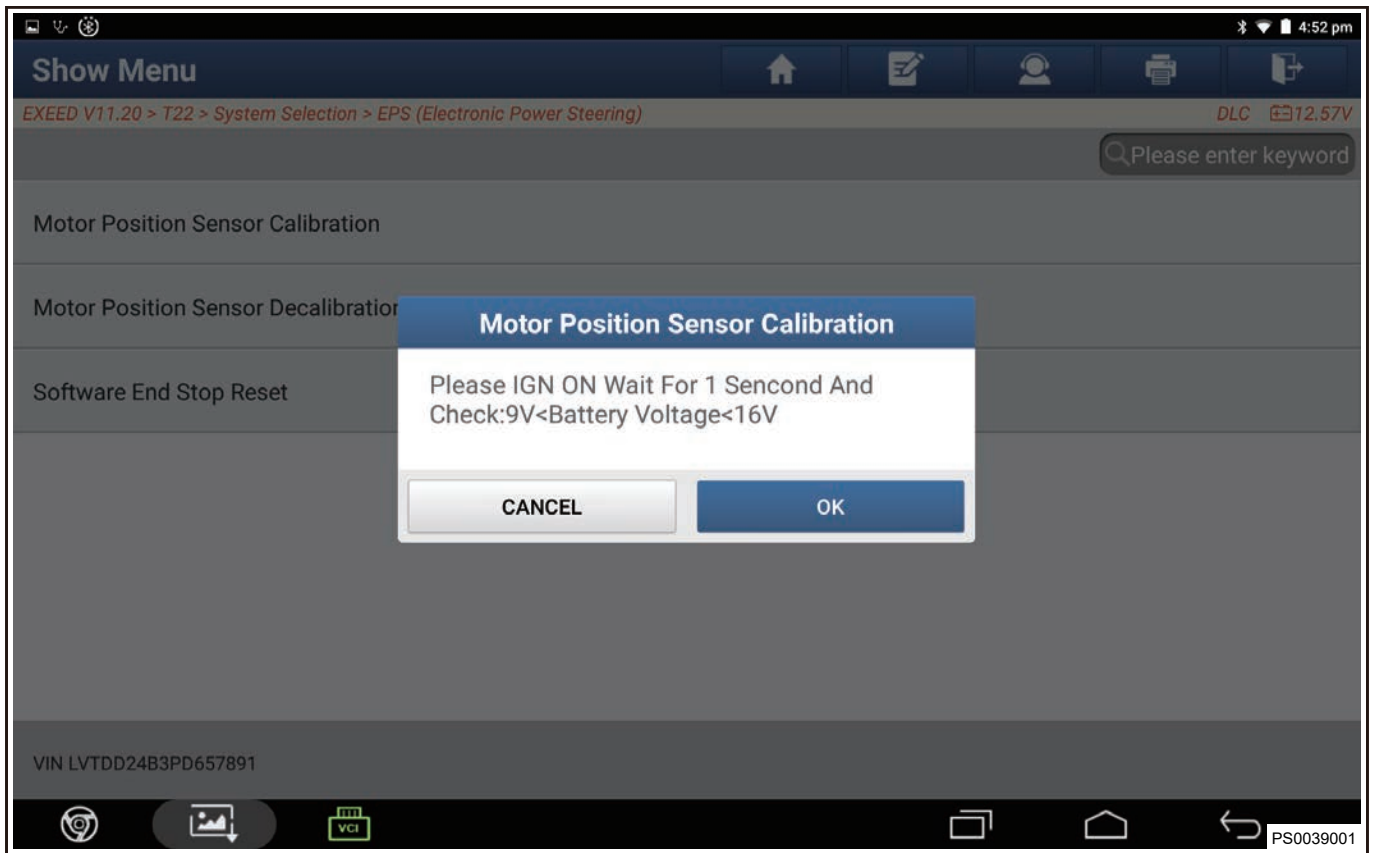 4:52 pm
Show Menu
EXEED V11.20 > T22 > System Selection > EPS (Electronic Power Steering)
DLC 12.57V
Please enter keyword
Motor Position Sensor Calibration
Motor Position Sensor Decalibration
Motor Position Sensor Calibration
Please IGN ON Wait For 1 Sencond And
Check:9V<Battery Voltage<16V
Software End Stop Reset
CANCEL
OK
VIN LVTDD24B3PD657891
VCI
PS0039001